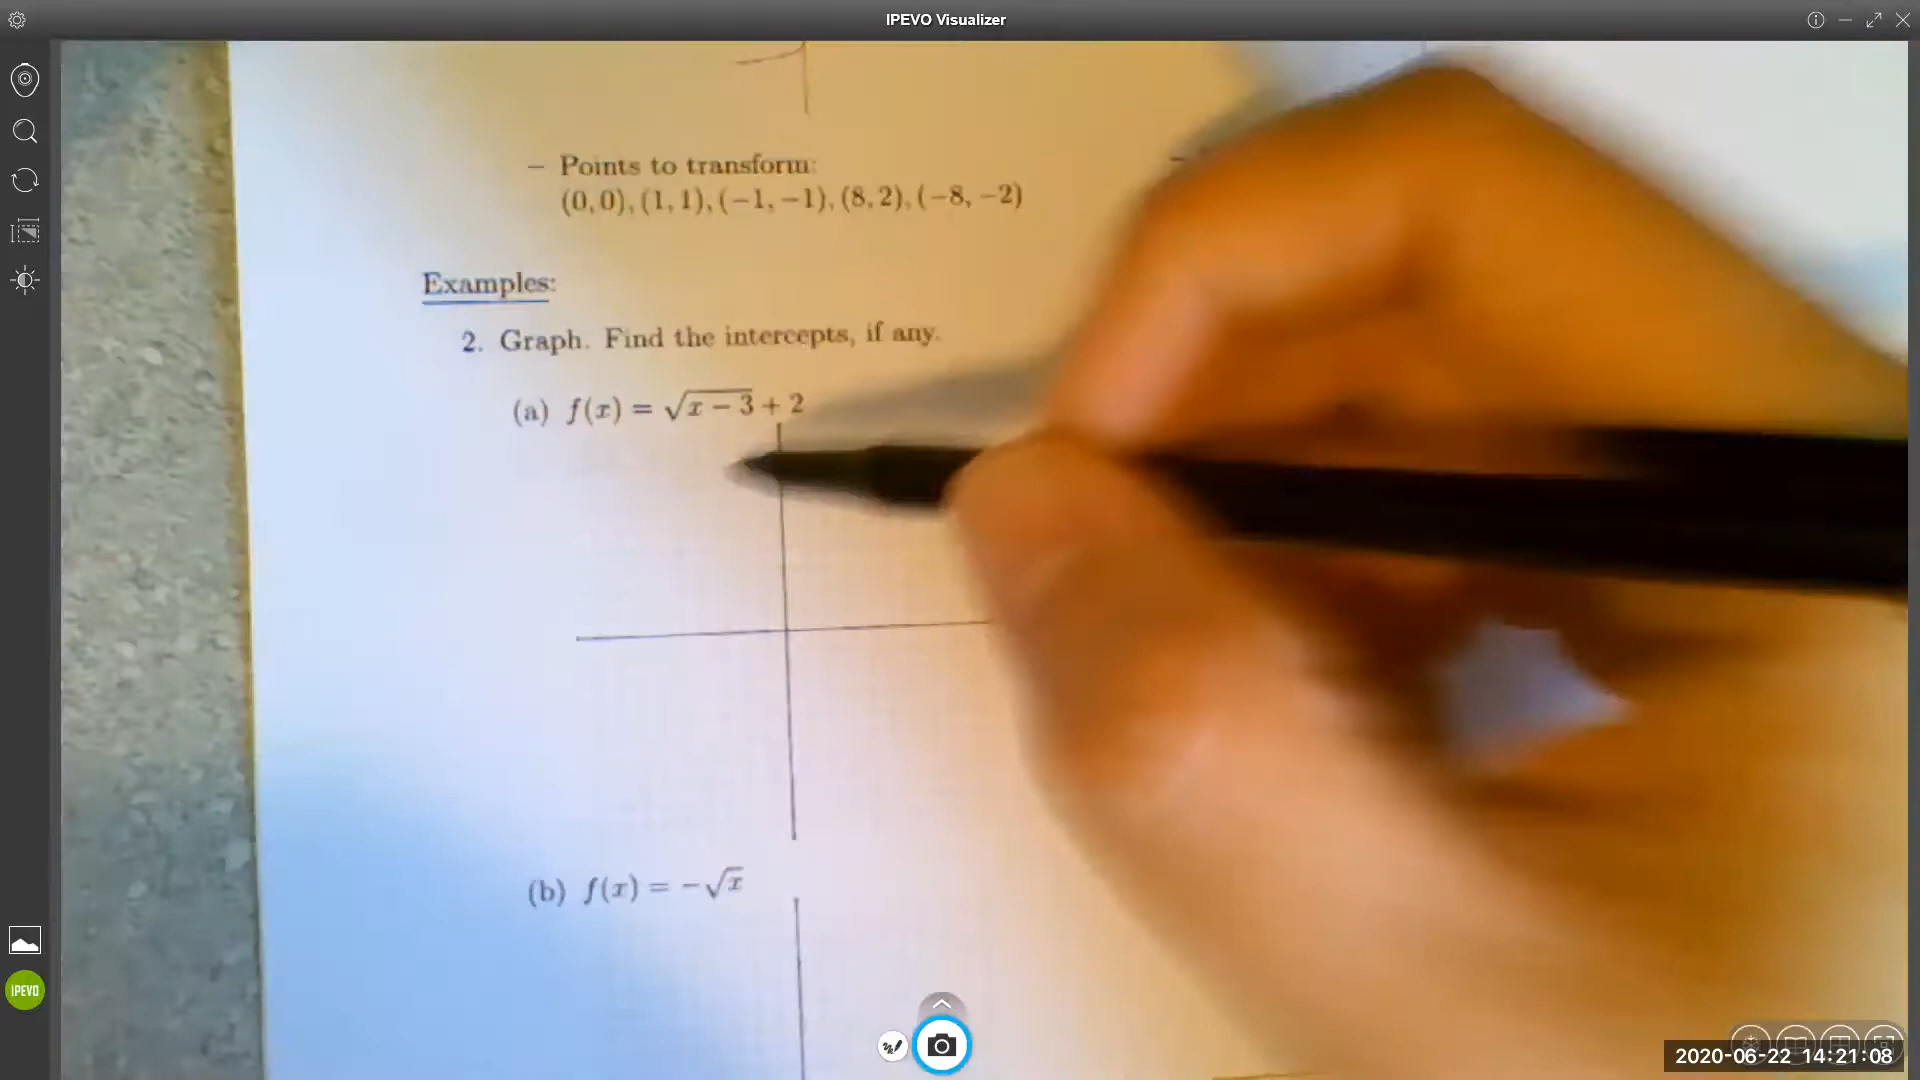 IPEVO Visualizer
– Points to transform:
(0,0), (1,1), (−1,−1), (8,2), (−8,−2)
Examples:
2. Graph. Find the intercepts, if any.
(a) f(x) = √(x − 3) + 2
(b) f(x) = −√x
IPEVO
2020-06-22 14:21:08